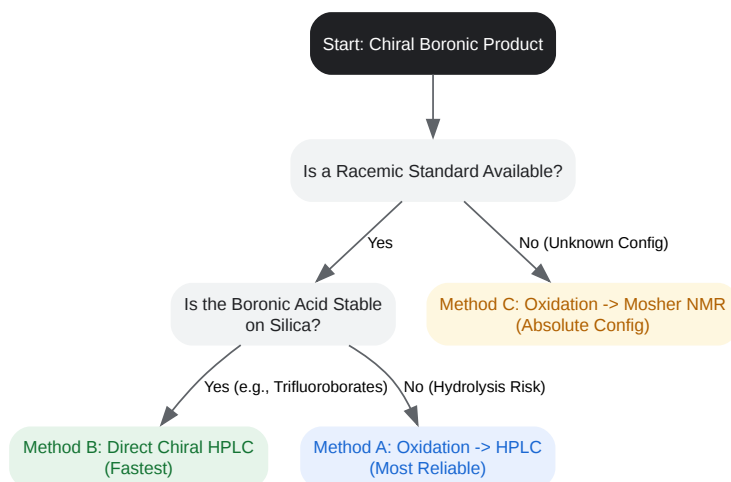 Start: Chiral Boronic Product
Is a Racemic Standard Available?
Yes
No (Unknown Config)
Is the Boronic Acid Stable
on Silica?
Method C: Oxidation -> Mosher NMR
(Absolute Config)
Yes (e.g., Trifluoroborates)
No (Hydrolysis Risk)
Method B: Direct Chiral HPLC
(Fastest)
Method A: Oxidation -> HPLC
(Most Reliable)